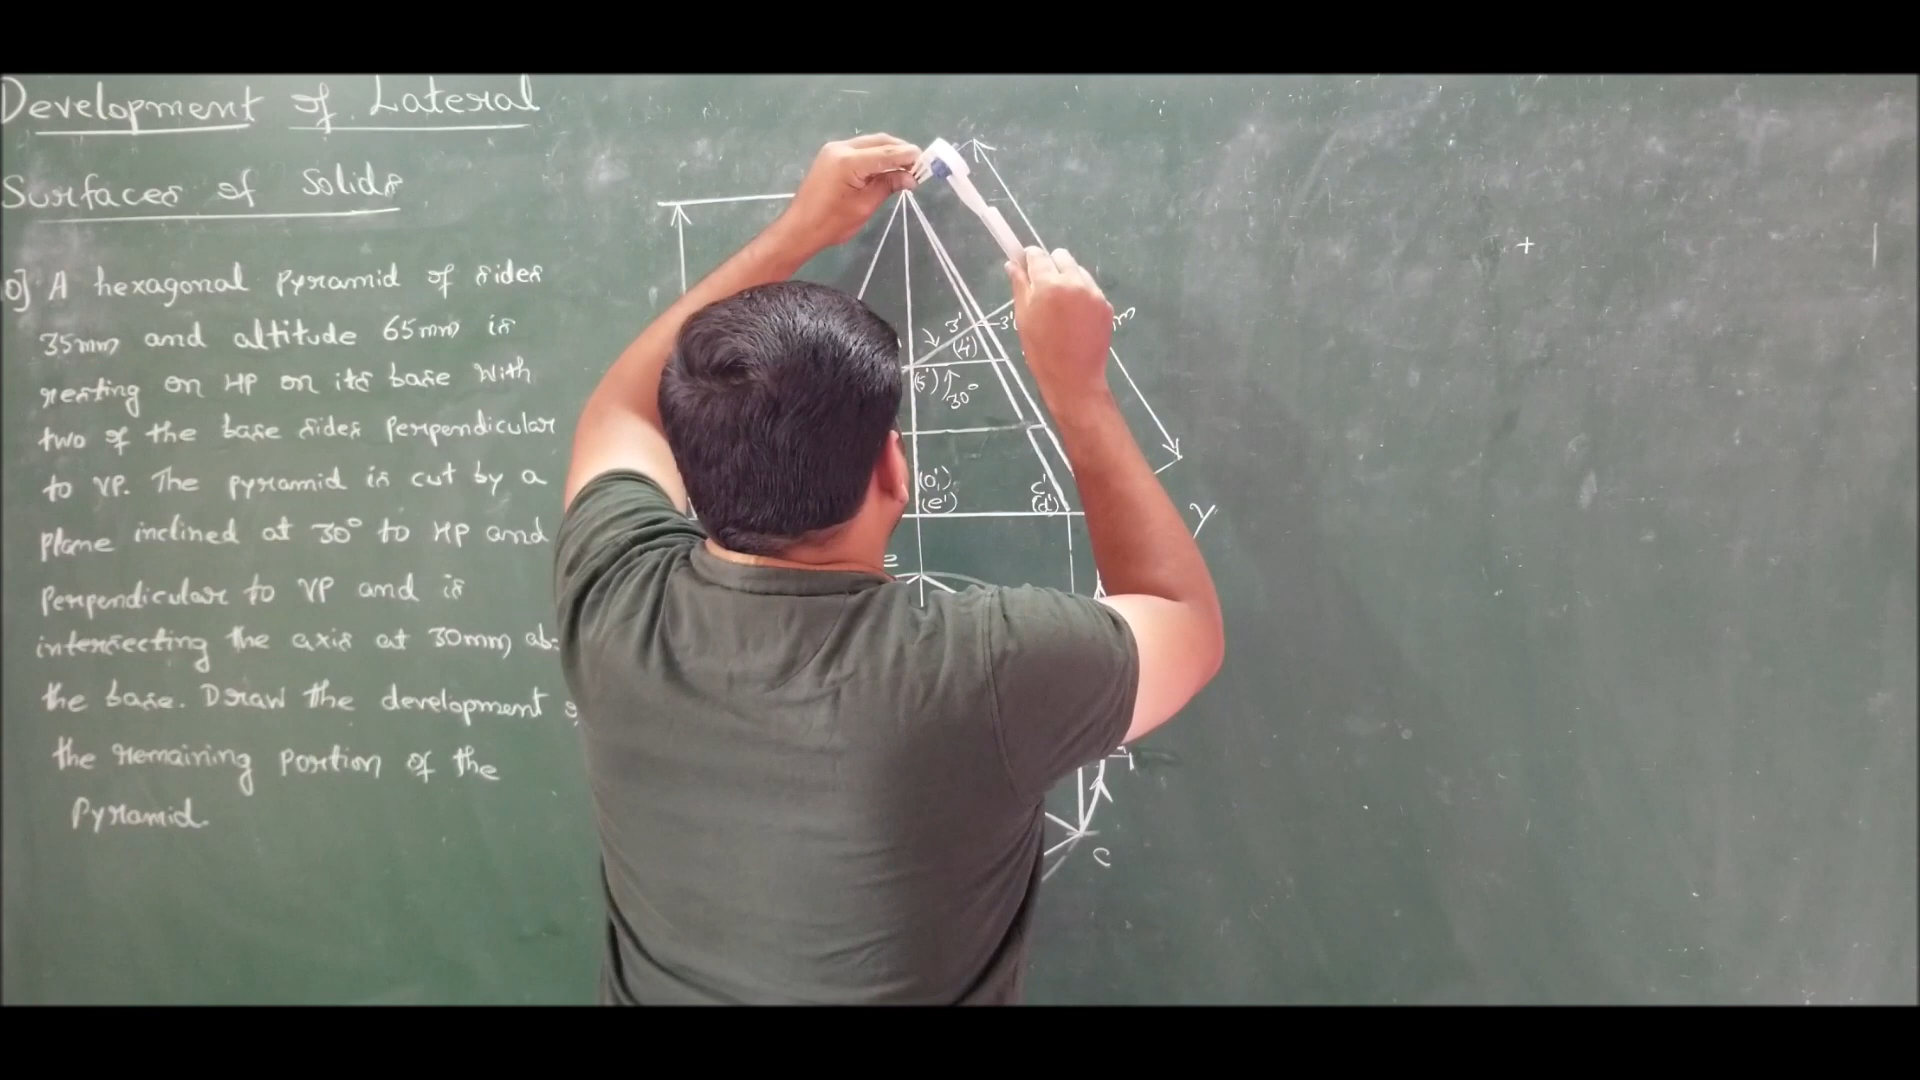 Development of Lateral
Surfaces of Solids
0] A hexagonal pyramid of sides
35mm and altitude 65mm is
resting on HP on its base with
two of the base sides perpendicular
to VP. The pyramid is cut by a
plane inclined at 30° to HP and
perpendicular to VP and is
intersecting the axis at 30mm ab
the base. Draw the development
the remaining portion of the
pyramid.
3' 3'
(4')
(5') 30°
(o')
(e')
c'
(d')
Y
C